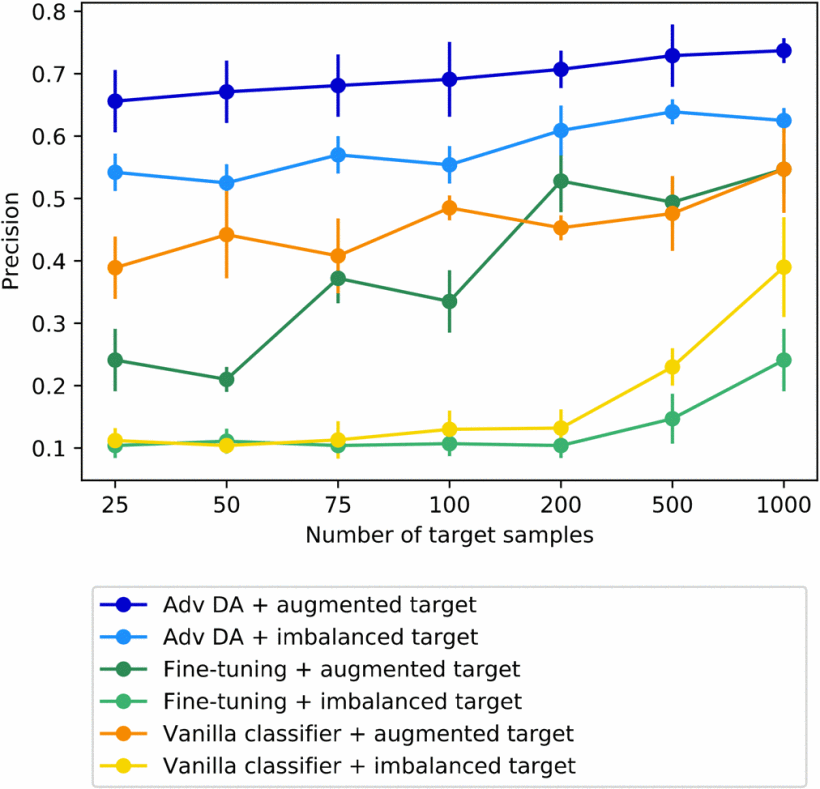 0.8
0.7
0.6
0.5
0.4
0.3
0.2
0.1
Precision
25 50 75 100 200 500 1000
Number of target samples
Adv DA + augmented target
Adv DA + imbalanced target
Fine-tuning + augmented target
Fine-tuning + imbalanced target
Vanilla classifier + augmented target
Vanilla classifier + imbalanced target